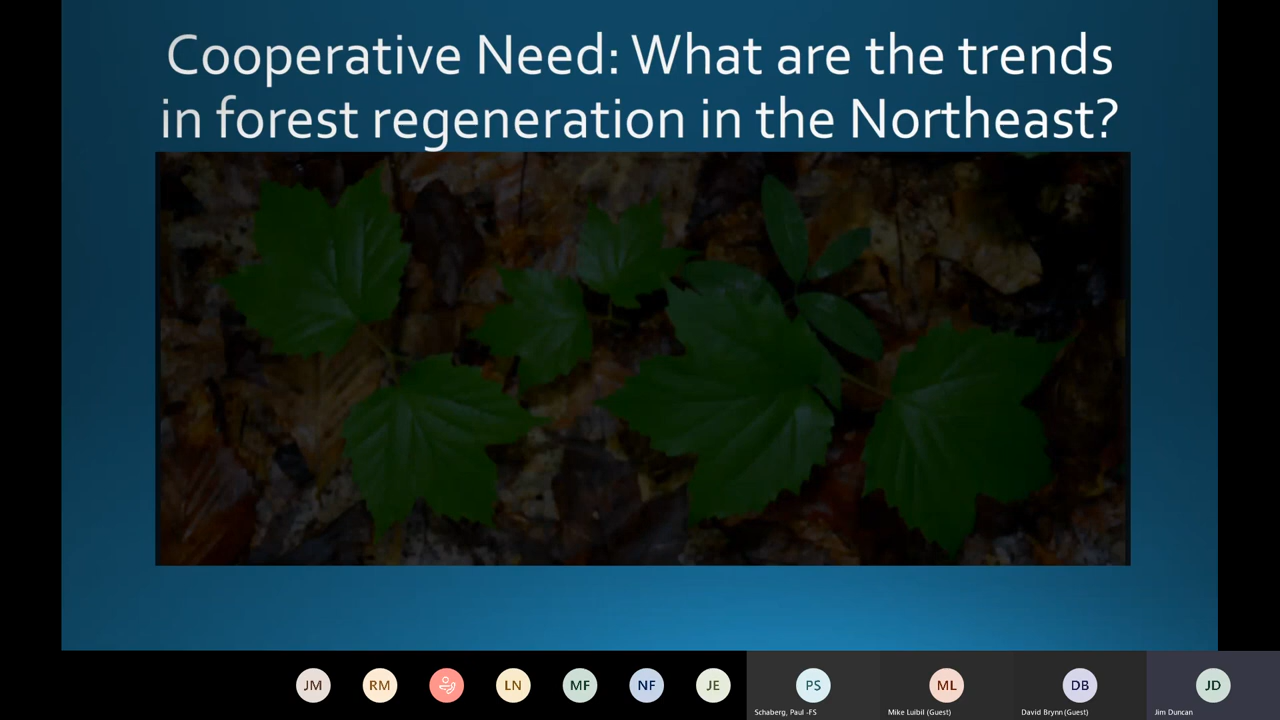 Cooperative Need: What are the trends
in forest regeneration in the Northeast?
JM
RM
LN
MF
NF
JE
PS
ML
DB
JD
Schaberg, Paul -FS
Mike Luibil (Guest)
David Brynn (Guest)
Jim Duncan